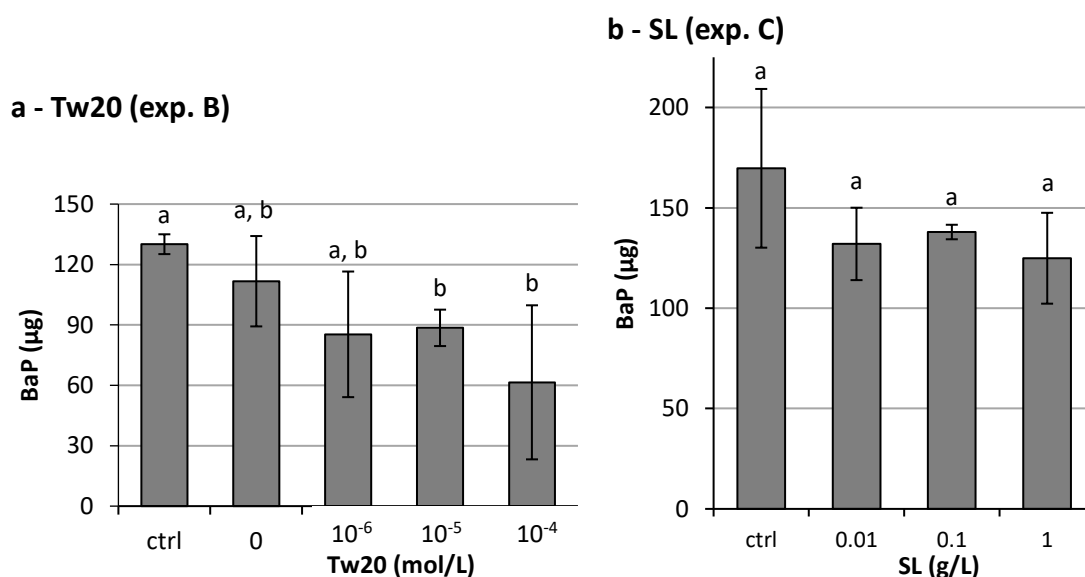 a - Tw20 (exp. B)
BaP (µg)
150
120
90
60
30
0
a
a, b
a, b
b
b
ctrl
0
10⁻⁶
10⁻⁵
10⁻⁴
Tw20 (mol/L)
b - SL (exp. C)
BaP (µg)
200
150
100
50
0
a
a
a
a
ctrl
0.01
0.1
1
SL (g/L)